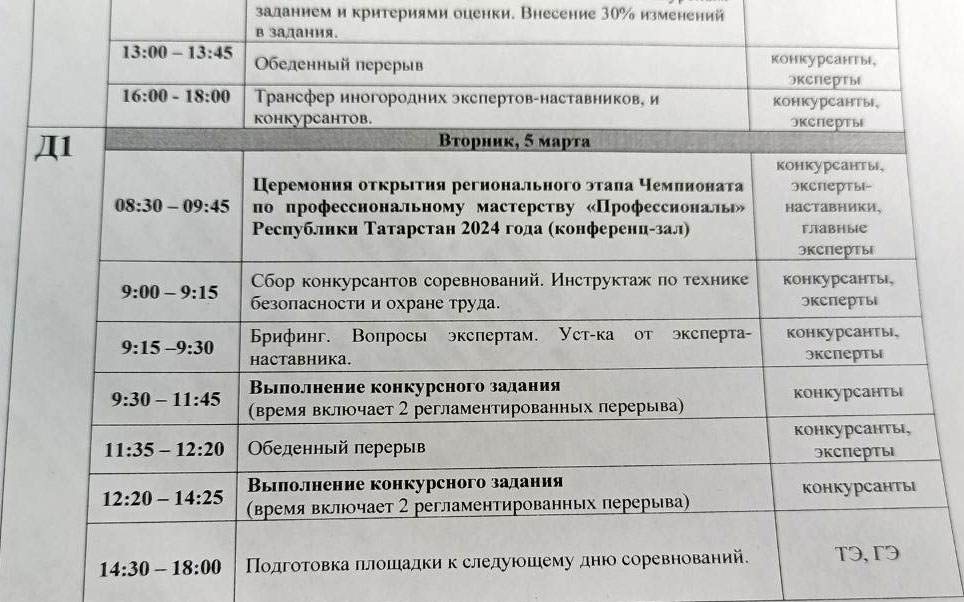 заданием и критериями оценки. Внесение 30% изменений
в задания.
13:00 – 13:45
Обеденный перерыв
конкурсанты,
эксперты
16:00 - 18:00
Трансфер иногородних экспертов-наставников, и
конкурсантов.
конкурсанты,
эксперты
Д1
Вторник, 5 марта
08:30 – 09:45
Церемония открытия регионального этапа Чемпионата
по профессиональному мастерству «Профессионалы»
Республики Татарстан 2024 года (конференц-зал)
конкурсанты,
эксперты-
наставники,
главные
эксперты
9:00 – 9:15
Сбор конкурсантов соревнований. Инструктаж по технике
безопасности и охране труда.
конкурсанты,
эксперты
9:15 –9:30
Брифинг. Вопросы экспертам. Уст-ка от эксперта-
наставника.
конкурсанты,
эксперты
9:30 – 11:45
Выполнение конкурсного задания
(время включает 2 регламентированных перерыва)
конкурсанты
11:35 – 12:20
Обеденный перерыв
конкурсанты,
эксперты
12:20 – 14:25
Выполнение конкурсного задания
(время включает 2 регламентированных перерыва)
конкурсанты
14:30 – 18:00
Подготовка площадки к следующему дню соревнований.
ТЭ, ГЭ